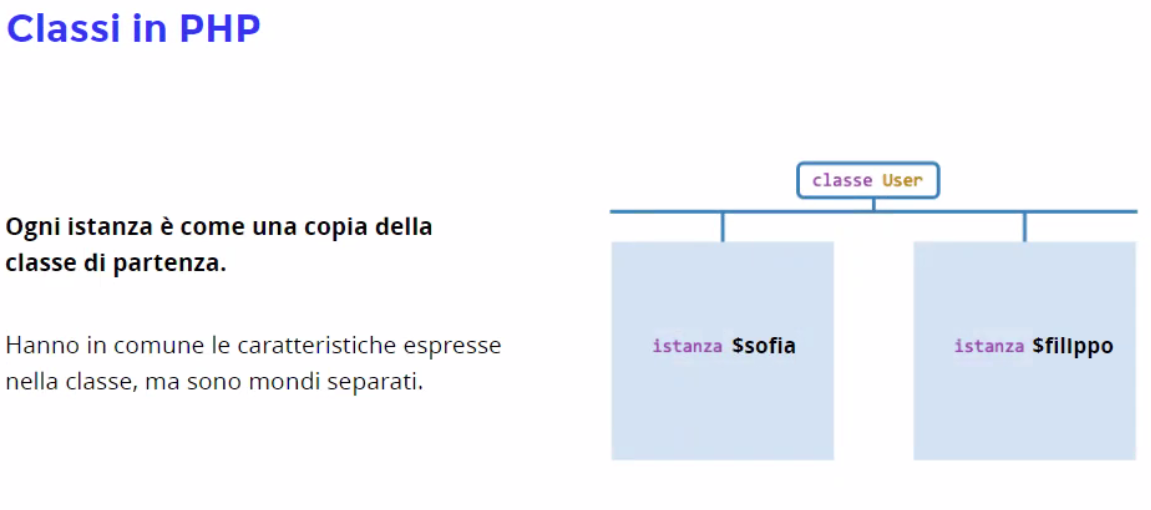 Classi in PHP
classe User
Ogni istanza è come una copia della
classe di partenza.
Hanno in comune le caratteristiche espresse
nella classe, ma sono mondi separati.
istanza $sofia
istanza $filIppo